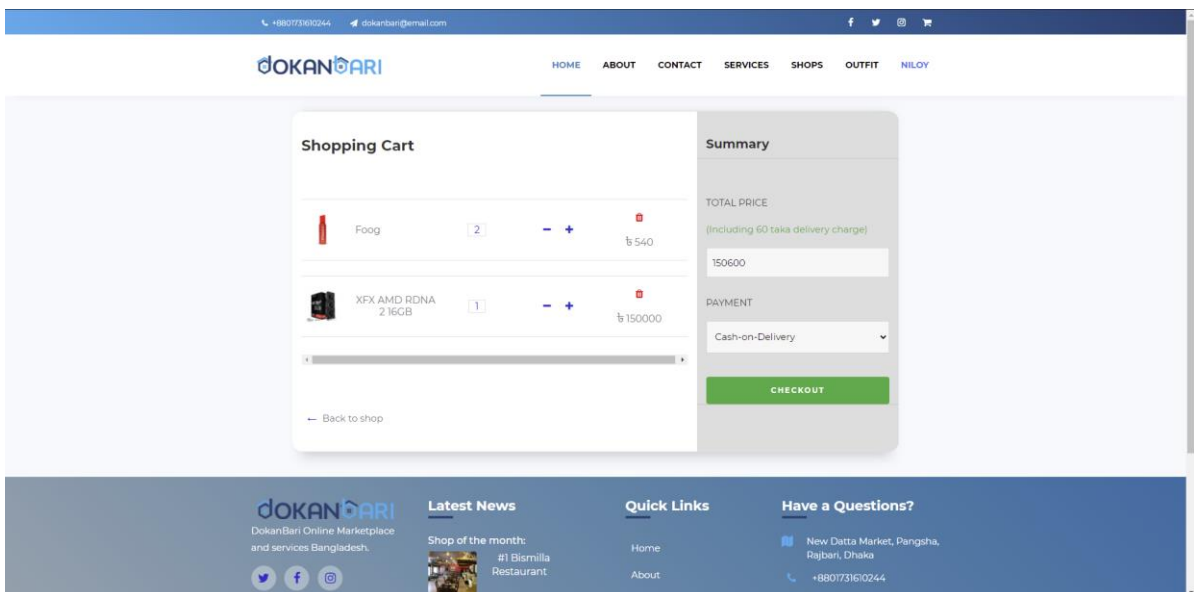 +8801731610244 dokanbari@email.com
DOKANBARI
HOME ABOUT CONTACT SERVICES SHOPS OUTFIT NILOY
Shopping Cart
Foog 2 − + ৳ 540
XFX AMD RDNA
2 16GB
1 − + ৳ 150000
← Back to shop
Summary
TOTAL PRICE
(Including 60 taka delivery charge)
150600
PAYMENT
Cash-on-Delivery
CHECKOUT
DOKANBARI
DokanBari Online Marketplace
and services Bangladesh.
Latest News
Shop of the month:
#1 Bismilla
Restaurant
Quick Links
Home
About
Have a Questions?
New Datta Market, Pangsha,
Rajbari, Dhaka
+8801731610244